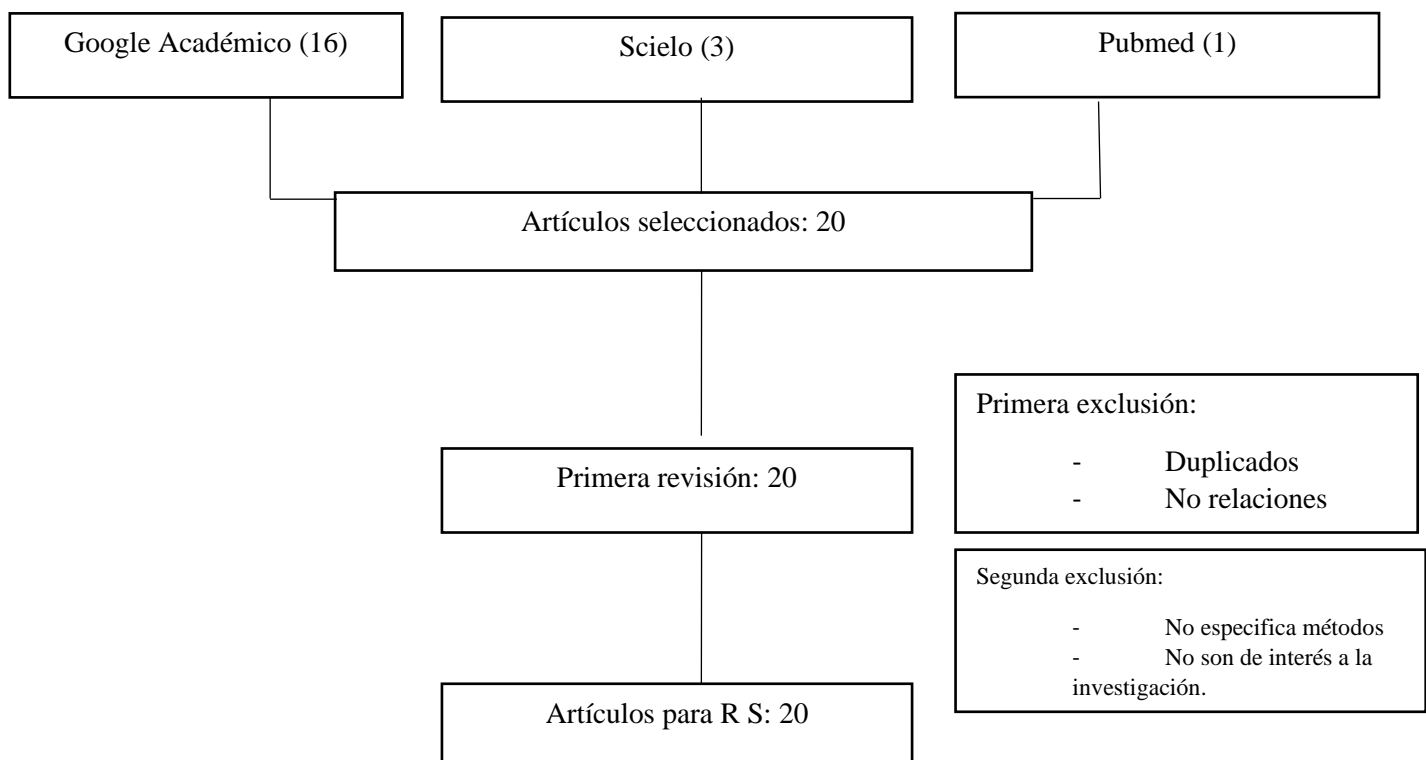 Google Académico (16)
Scielo (3)
Pubmed (1)
Artículos seleccionados: 20
Primera exclusión:
- Duplicados
- No relaciones
Primera revisión: 20
Segunda exclusión:
- No especifica métodos
- No son de interés a la
investigación.
Artículos para R S: 20